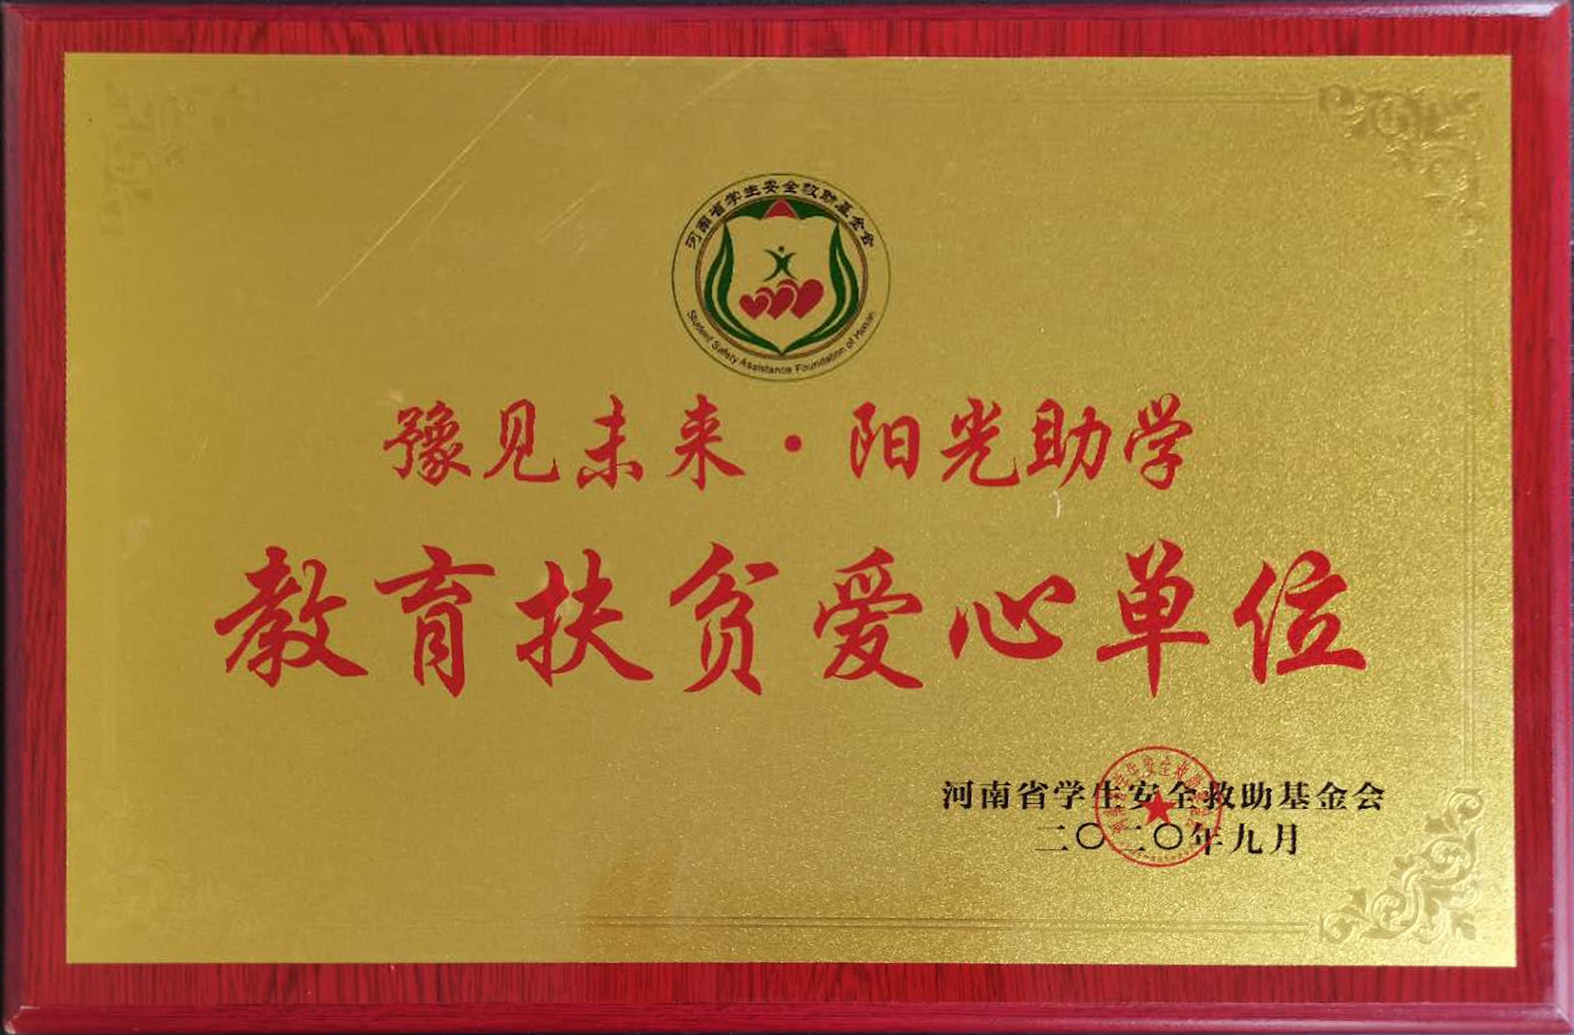 河南省学生安全救助基金会
Student Safety Assistance Foundation of Henan
豫见未来·阳光助学
教育扶贫爱心单位
河南省学生安全救助基金会
二〇二〇年九月